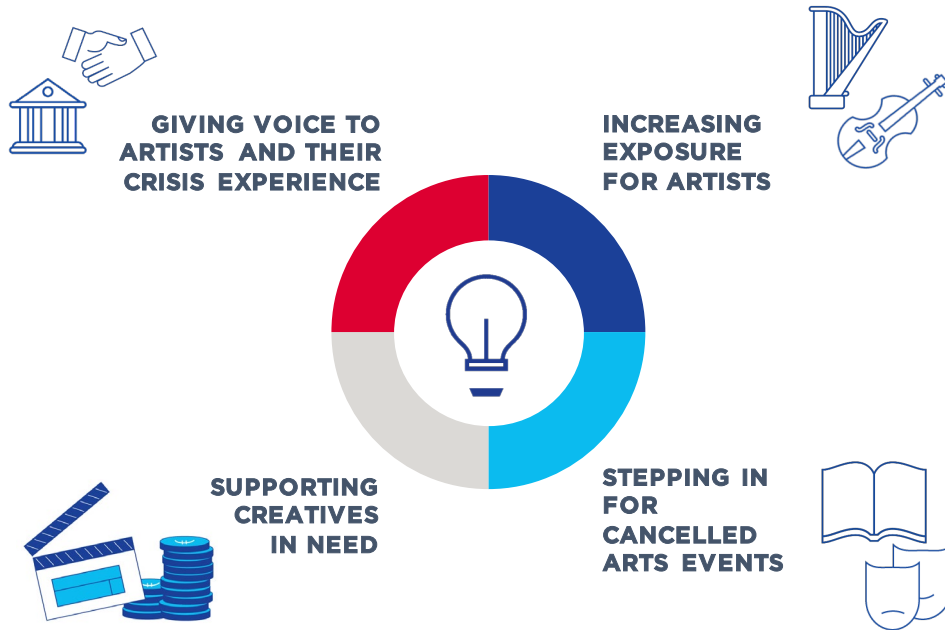 GIVING VOICE TO
ARTISTS AND THEIR
CRISIS EXPERIENCE
INCREASING
EXPOSURE
FOR ARTISTS
SUPPORTING
CREATIVES
IN NEED
STEPPING IN
FOR
CANCELLED
ARTS EVENTS